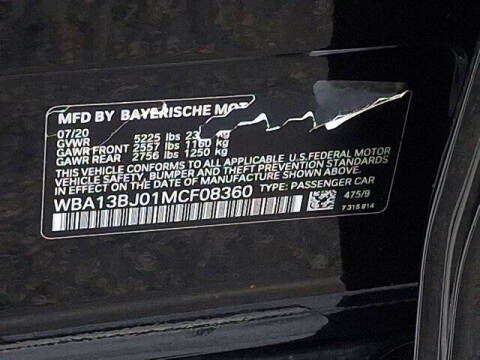 MFD BY BAYERISCHE MOT
07/20
GVWR 5225 lbs 23 kg
GAWR FRONT 2557 lbs 1160 kg
GAWR REAR 2756 lbs 1250 kg
THIS VEHICLE CONFORMS TO ALL APPLICABLE U.S. FEDERAL MOTOR
VEHICLE SAFETY, BUMPER AND THEFT PREVENTION STANDARDS
IN EFFECT ON THE DATE OF MANUFACTURE SHOWN ABOVE.
WBA13BJ01MCF08360 TYPE: PASSENGER CAR
475/9
7 315 814